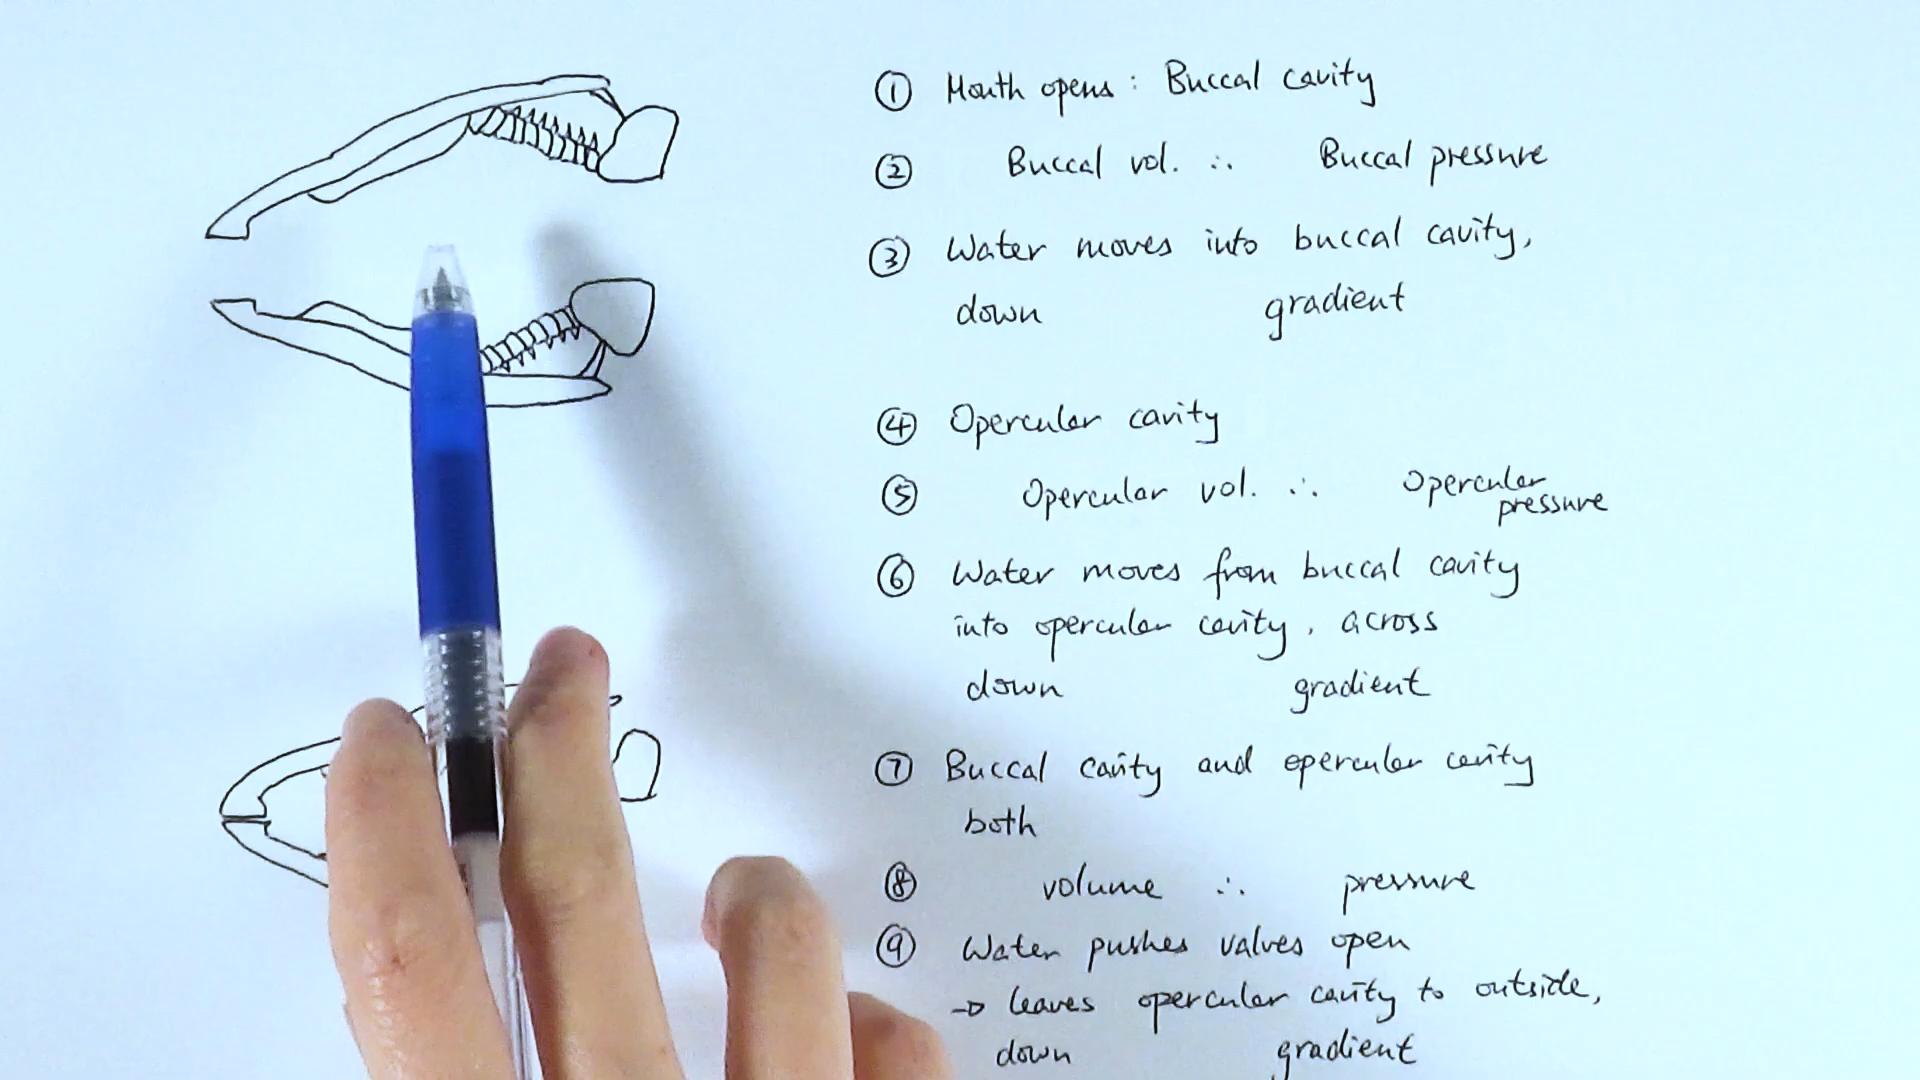 ① Mouth opens : Buccal cavity
② Buccal vol. ∴ Buccal pressure
③ Water moves into buccal cavity,
down gradient
④ Opercular cavity
⑤ Opercular vol. ∴ Opercular pressure
⑥ Water moves from buccal cavity
into opercular cavity, across
down gradient
⑦ Buccal cavity and opercular cavity
both
⑧ volume ∴ pressure
⑨ Water pushes valves open
→ leaves opercular cavity to outside,
down gradient